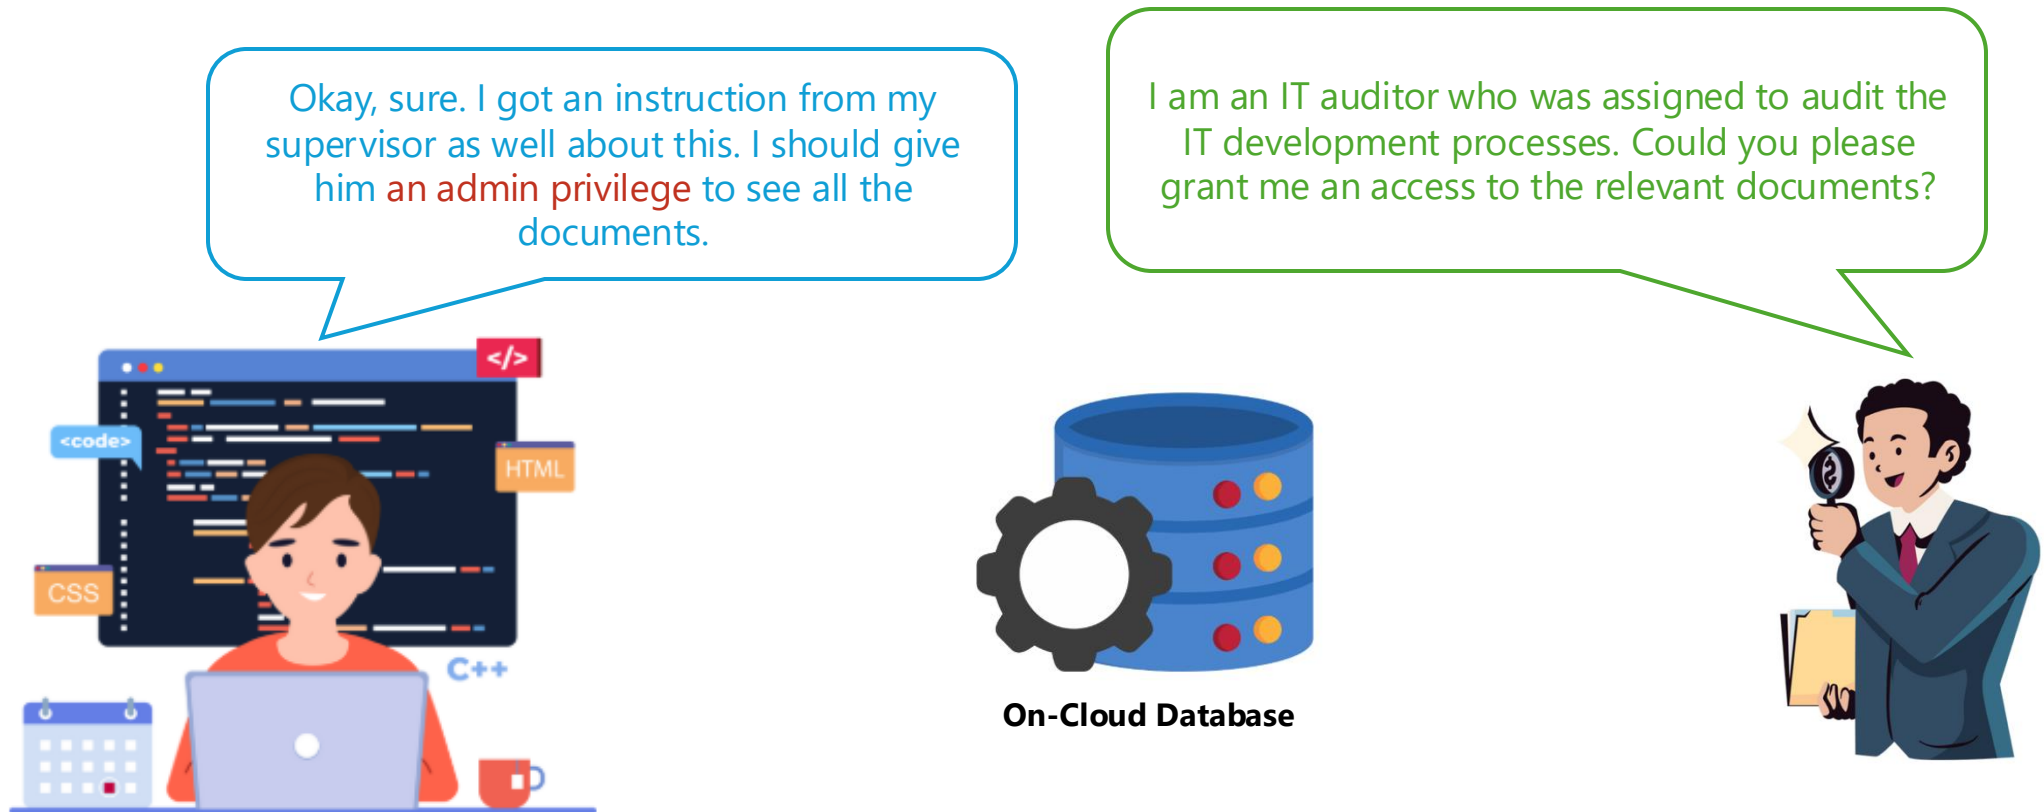 Okay, sure. I got an instruction from my
supervisor as well about this. I should give
him an admin privilege to see all the
documents.
I am an IT auditor who was assigned to audit the
IT development processes. Could you please
grant me an access to the relevant documents?
</>
<code>
HTML
CSS
C++
$
On-Cloud Database